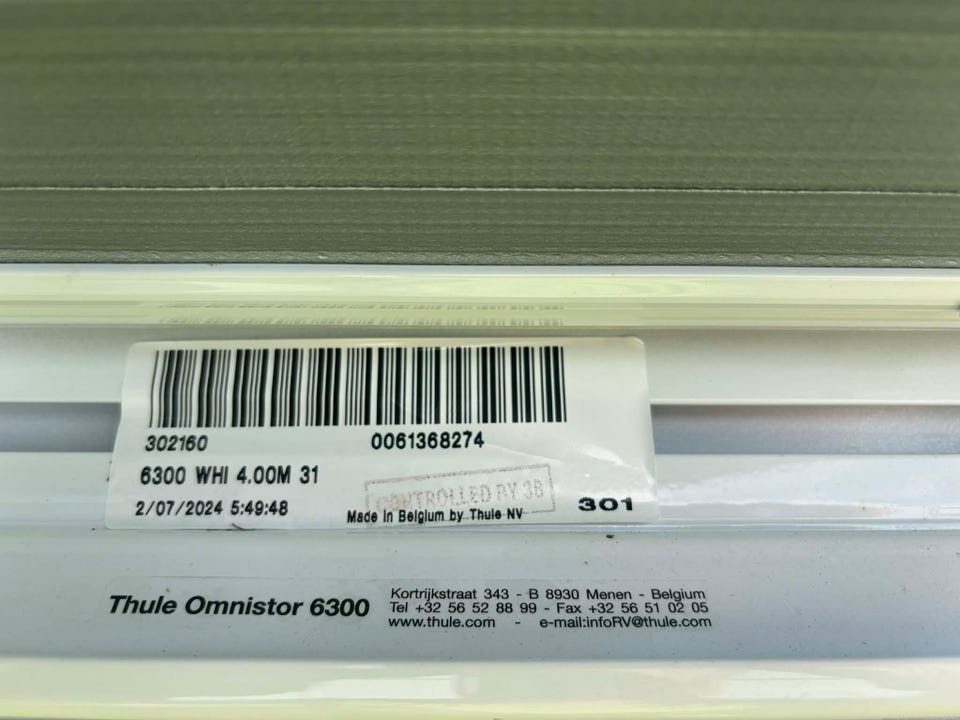 302160 0061368274
6300 WHI 4.00M 31
CONTROLLED BY 3B
2/07/2024 5:49:48 Made in Belgium by Thule NV 301
Thule Omnistor 6300
Kortrijkstraat 343 - B 8930 Menen - Belgium
Tel +32 56 52 88 99 - Fax +32 56 51 02 05
www.thule.com - e-mail:infoRV@thule.com